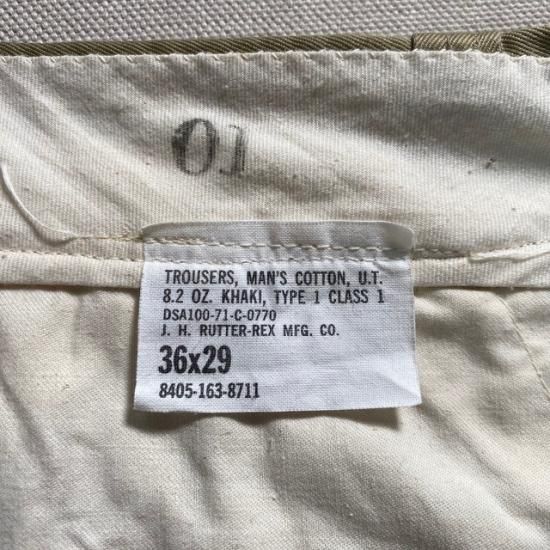 01
TROUSERS, MAN'S COTTON, U.T.
8.2 OZ. KHAKI, TYPE 1 CLASS 1
DSA100-71-C-0770
J. H. RUTTER-REX MFG. CO.
36x29
8405-163-8711